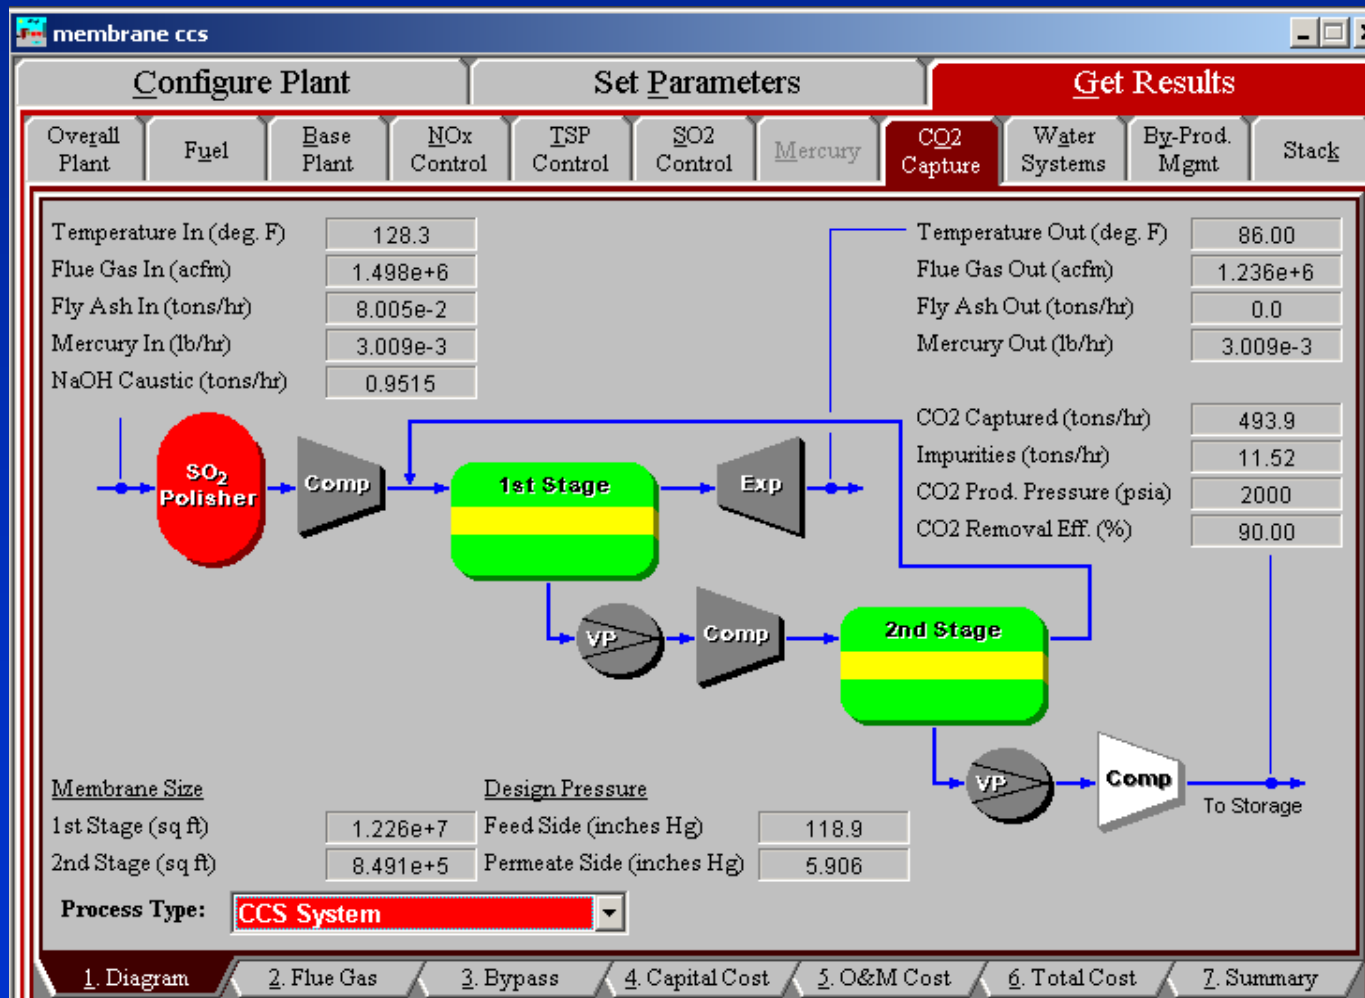 membrane ccs
Configure Plant
Set Parameters
Get Results
Overall Plant
Fuel
Base Plant
NOx Control
TSP Control
SO2 Control
Mercury
CO2 Capture
Water Systems
By-Prod. Mgmt
Stack
Temperature In (deg. F) 128.3
Flue Gas In (acfm) 1.498e+6
Fly Ash In (tons/hr) 8.005e-2
Mercury In (lb/hr) 3.009e-3
NaOH Caustic (tons/hr) 0.9515
Temperature Out (deg. F) 86.00
Flue Gas Out (acfm) 1.236e+6
Fly Ash Out (tons/hr) 0.0
Mercury Out (lb/hr) 3.009e-3
CO2 Captured (tons/hr) 493.9
Impurities (tons/hr) 11.52
CO2 Prod. Pressure (psia) 2000
CO2 Removal Eff. (%) 90.00
SO2
Polisher
Comp
1st Stage
Exp
VP
Comp
2nd Stage
VP
Comp
To Storage
Membrane Size
1st Stage (sq ft) 1.226e+7
2nd Stage (sq ft) 8.491e+5
Design Pressure
Feed Side (inches Hg) 118.9
Permeate Side (inches Hg) 5.906
Process Type: CCS System
1. Diagram
2. Flue Gas
3. Bypass
4. Capital Cost
5. O&M Cost
6. Total Cost
7. Summary